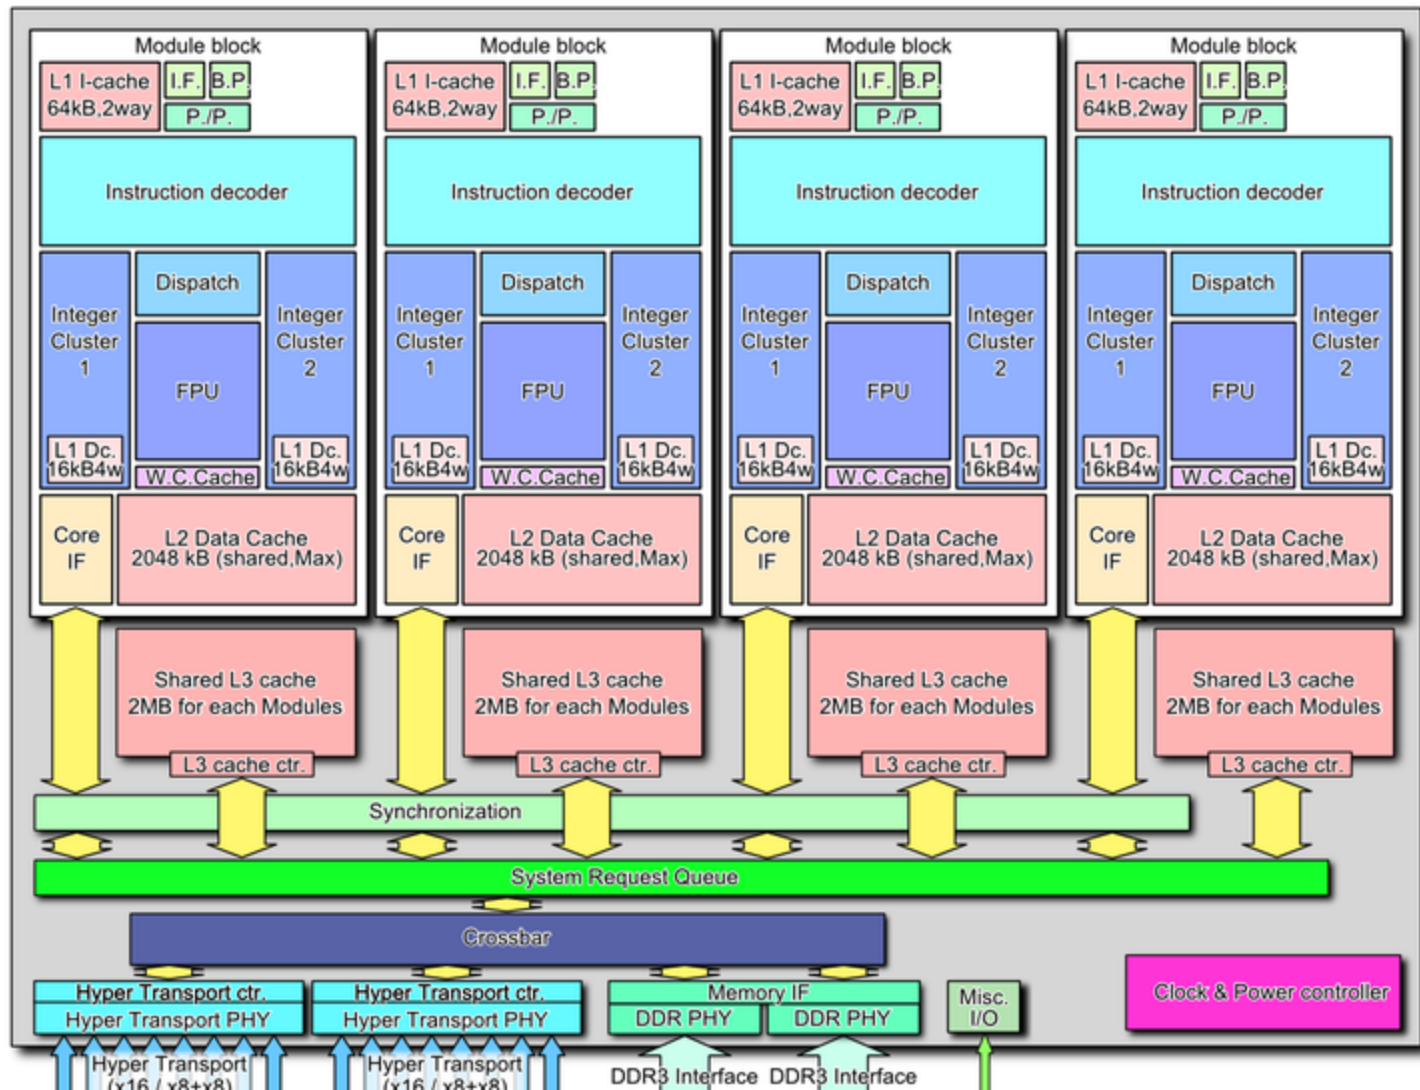 Module block
L1 I-cache
64kB,2way
I.F.
B.P.
P./P.
Instruction decoder
Integer
Cluster
1
Dispatch
FPU
Integer
Cluster
2
L1 Dc.
16kB4w
W.C.Cache
L1 Dc.
16kB4w
Core
IF
L2 Data Cache
2048 kB (shared,Max)
Module block
L1 I-cache
64kB,2way
I.F.
B.P.
P./P.
Instruction decoder
Integer
Cluster
1
Dispatch
FPU
Integer
Cluster
2
L1 Dc.
16kB4w
W.C.Cache
L1 Dc.
16kB4w
Core
IF
L2 Data Cache
2048 kB (shared,Max)
Module block
L1 I-cache
64kB,2way
I.F.
B.P.
P./P.
Instruction decoder
Integer
Cluster
1
Dispatch
FPU
Integer
Cluster
2
L1 Dc.
16kB4w
W.C.Cache
L1 Dc.
16kB4w
Core
IF
L2 Data Cache
2048 kB (shared,Max)
Module block
L1 I-cache
64kB,2way
I.F.
B.P.
P./P.
Instruction decoder
Integer
Cluster
1
Dispatch
FPU
Integer
Cluster
2
L1 Dc.
16kB4w
W.C.Cache
L1 Dc.
16kB4w
Core
IF
L2 Data Cache
2048 kB (shared,Max)
Shared L3 cache
2MB for each Modules
L3 cache ctr.
Shared L3 cache
2MB for each Modules
L3 cache ctr.
Shared L3 cache
2MB for each Modules
L3 cache ctr.
Shared L3 cache
2MB for each Modules
L3 cache ctr.
Synchronization
System Request Queue
Crossbar
Hyper Transport ctr.
Hyper Transport PHY
Hyper Transport ctr.
Hyper Transport PHY
Memory IF
DDR PHY
DDR PHY
Misc.
I/O
Clock & Power controller
Hyper Transport
(x16 / x8+x8)
Hyper Transport
(x16 / x8+x8)
DDR3 Interface
DDR3 Interface